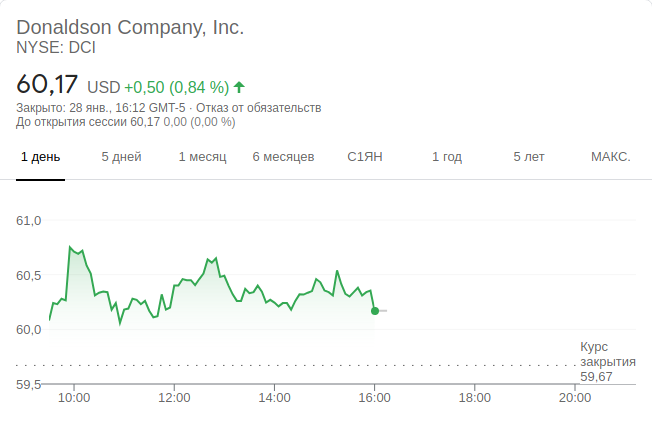 Donaldson Company, Inc.
NYSE: DCI
60,17 USD +0,50 (0,84 %)
Закрыто: 28 янв., 16:12 GMT-5 · Отказ от обязательств
До открытия сессии 60,17 0,00 (0,00 %)
1 день 5 дней 1 месяц 6 месяцев С1ЯН 1 год 5 лет МАКС.
61,0
60,5
60,0
Курс
закрытия
59,67
59,5
10:00 12:00 14:00 16:00 18:00 20:00